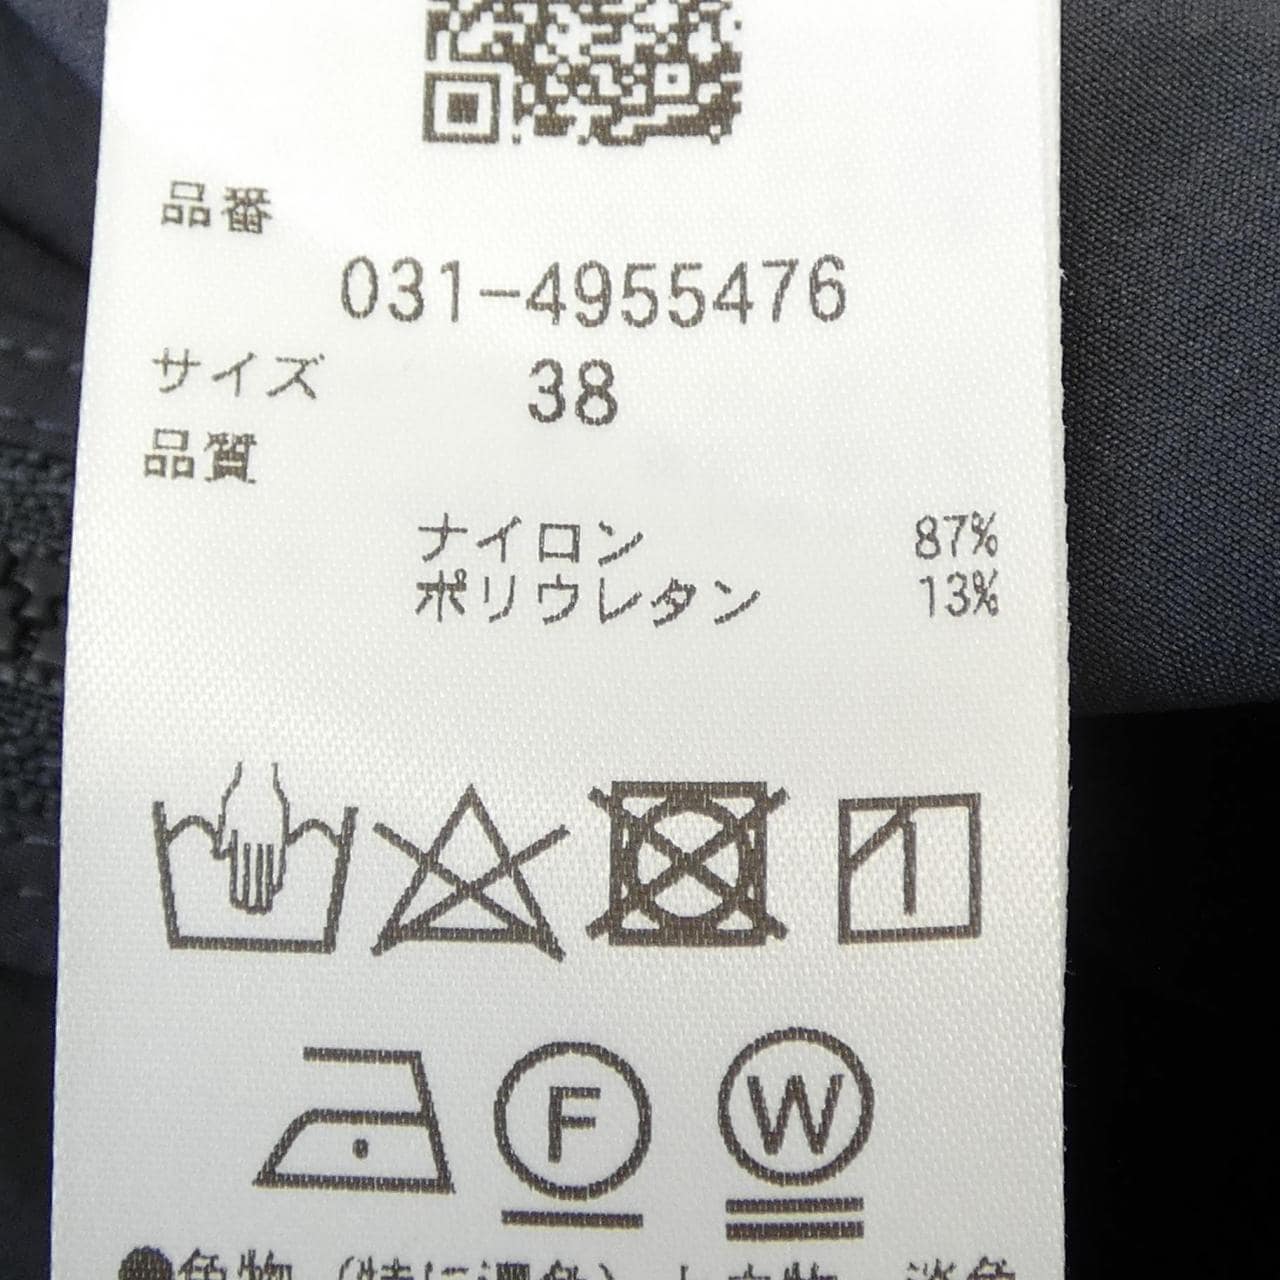 品番
031-4955476
サイズ 38
品質
ナイロン 87%
ポリウレタン 13%
F W